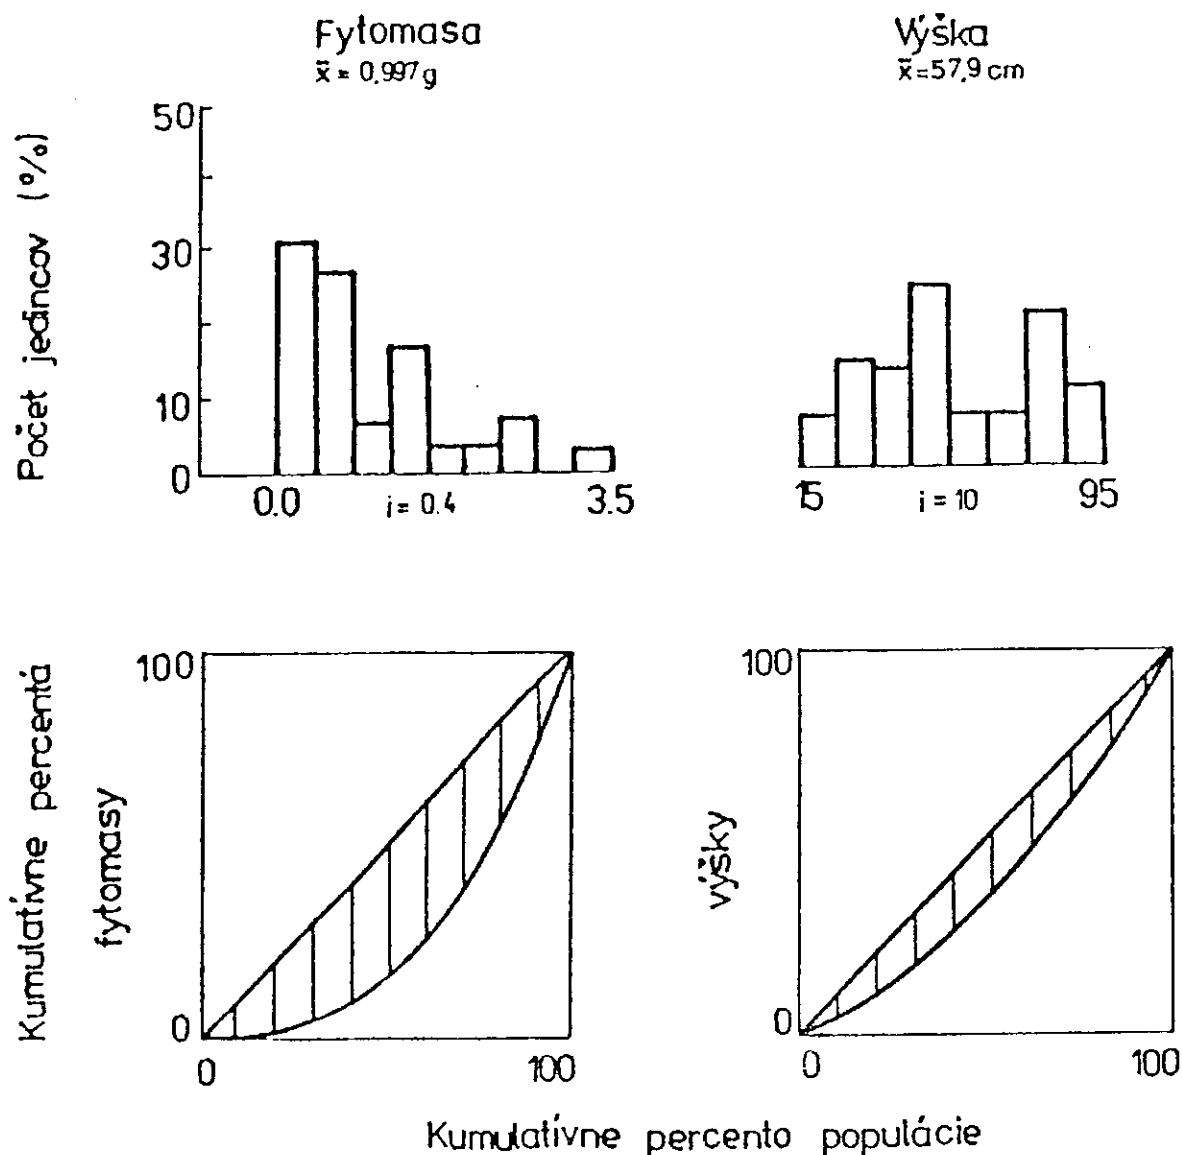 Fytomasa
x̄ = 0.997g
Výška
x̄=57,9 cm
Počet jedincov (%)
50
30
10
0
0.0
i = 0.4
3.5
15
i = 10
95
Kumulatívne percentá
fytomasy
100
0
0
100
výšky
100
0
0
100
Kumulatívne percento populácie